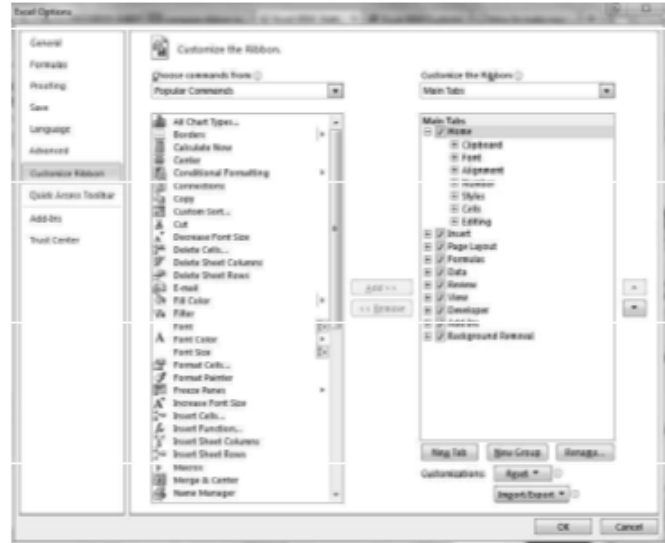 Excel Options
General
Formulas
Proofing
Save
Language
Advanced
Customize Ribbon
Quick Access Toolbar
Add-Ins
Trust Center
Customize the Ribbon.
Choose commands from:
Popular Commands
All Chart Types...
Borders
Calculate Now
Center
Conditional Formatting
Connections
Copy
Custom Sort...
Cut
Decrease Font Size
Delete Cells...
Delete Sheet Columns
Delete Sheet Rows
E-mail
Fill Color
Filter
Font
Font Color
Font Size
Format Cells...
Format Painter
Freeze Panes
Increase Font Size
Insert Cells...
Insert Function...
Insert Sheet Columns
Insert Sheet Rows
Macros
Merge & Center
Name Manager
Add >>
<< Remove
Customize the Ribbon:
Main Tabs
Main Tabs
Home
Clipboard
Font
Alignment
Number
Styles
Cells
Editing
Insert
Page Layout
Formulas
Data
Review
View
Developer
Add-Ins
Background Removal
New Tab
New Group
Rename...
Customizations:
Reset
Import/Export
OK
Cancel